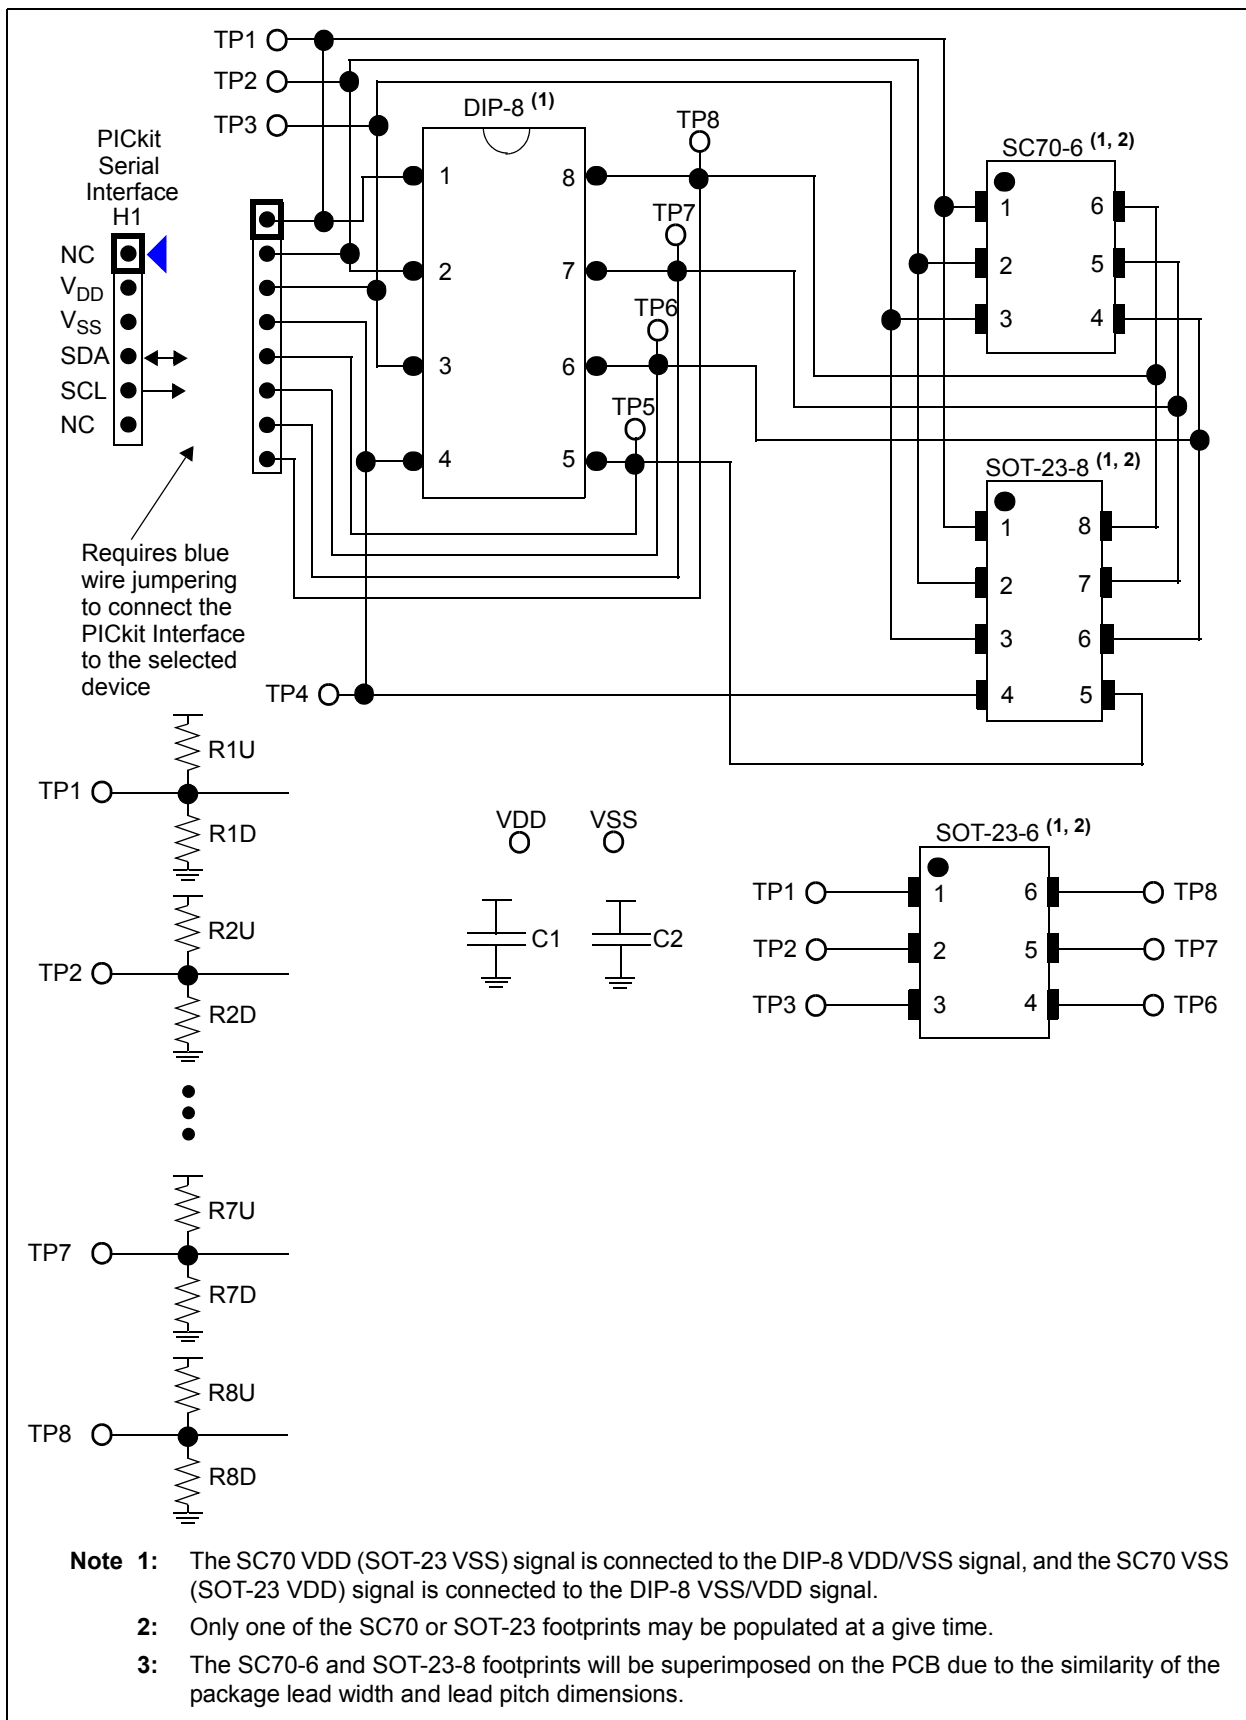 TP1
TP2
TP3
DIP-8 (1)
TP8
SC70-6 (1, 2)
PICkit
Serial
Interface
H1
NC
VDD
VSS
SDA
SCL
NC
1
2
3
4
8
7
6
5
TP7
TP6
TP5
1
2
3
6
5
4
SOT-23-8 (1, 2)
1
2
3
4
8
7
6
5
Requires blue
wire jumpering
to connect the
PICkit Interface
to the selected
device
TP4
R1U
TP1
R1D
R2U
TP2
R2D
R7U
TP7
R7D
R8U
TP8
R8D
VDD
VSS
C1
C2
SOT-23-6 (1, 2)
TP1 1 6 TP8
TP2 2 5 TP7
TP3 3 4 TP6
Note 1: The SC70 VDD (SOT-23 VSS) signal is connected to the DIP-8 VDD/VSS signal, and the SC70 VSS
(SOT-23 VDD) signal is connected to the DIP-8 VSS/VDD signal.
2: Only one of the SC70 or SOT-23 footprints may be populated at a give time.
3: The SC70-6 and SOT-23-8 footprints will be superimposed on the PCB due to the similarity of the
package lead width and lead pitch dimensions.